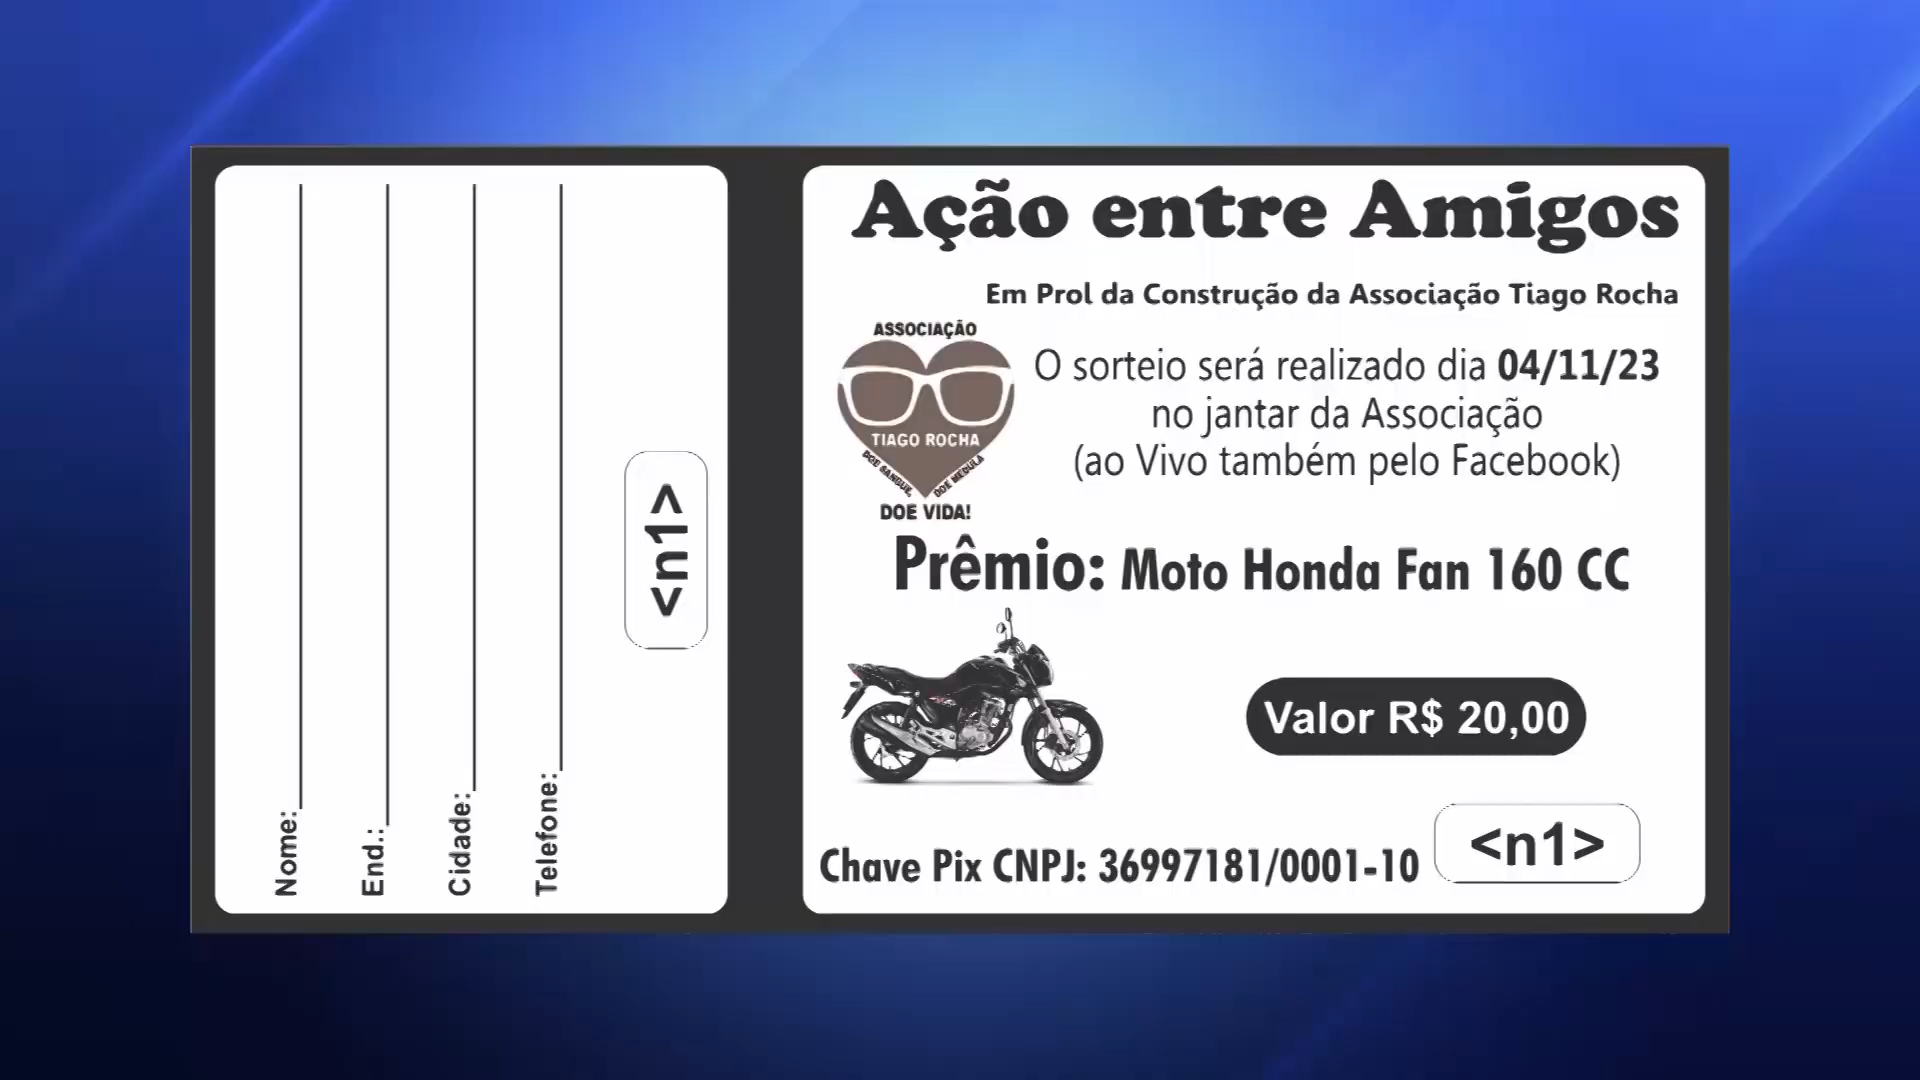 Nome:
End.:
Cidade:
Telefone:
<n1>
Ação entre Amigos
Em Prol da Construção da Associação Tiago Rocha
ASSOCIAÇÃO
TIAGO ROCHA
DOE SANGUE,
DOE MEDULA
DOE VIDA!
O sorteio será realizado dia 04/11/23
no jantar da Associação
(ao Vivo também pelo Facebook)
Prêmio: Moto Honda Fan 160 CC
Valor R$ 20,00
Chave Pix CNPJ: 36997181/0001-10
<n1>